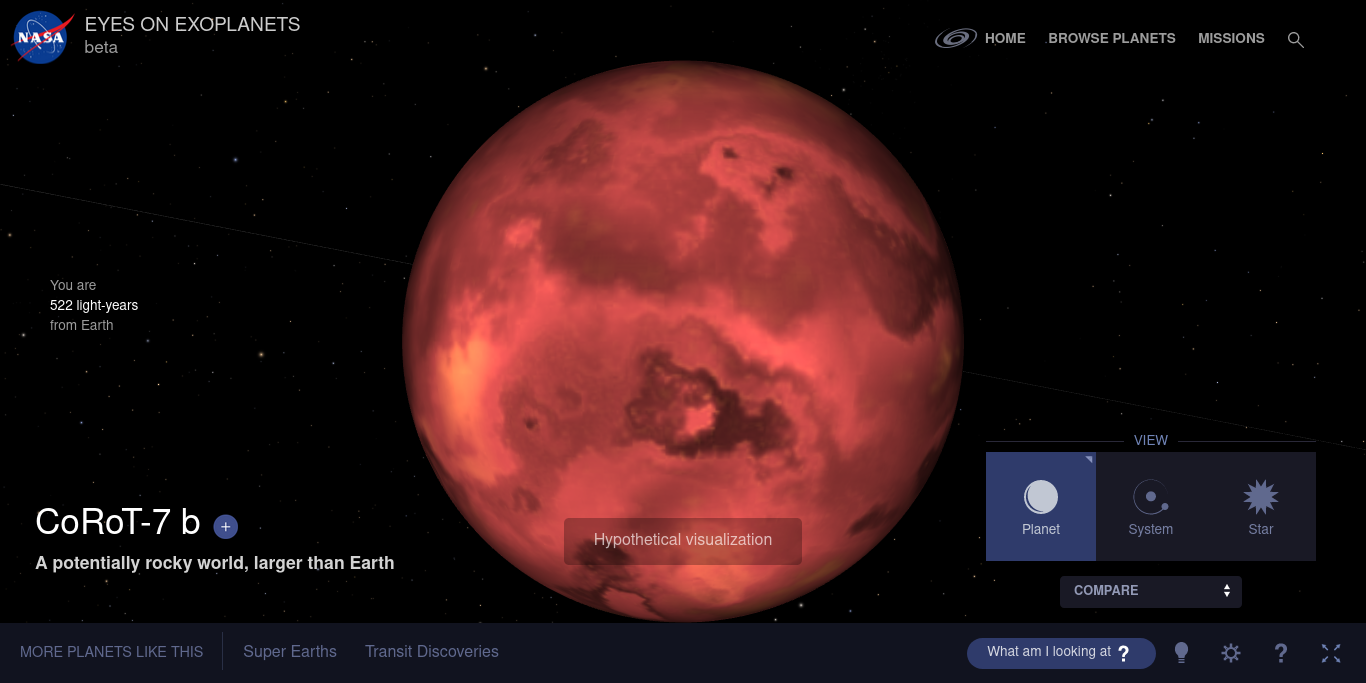 NASA
EYES ON EXOPLANETS
beta
HOME
BROWSE PLANETS
MISSIONS
You are
522 light-years
from Earth
CoRoT-7 b +
A potentially rocky world, larger than Earth
Hypothetical visualization
VIEW
Planet
System
Star
COMPARE
MORE PLANETS LIKE THIS
Super Earths
Transit Discoveries
What am I looking at ?
?